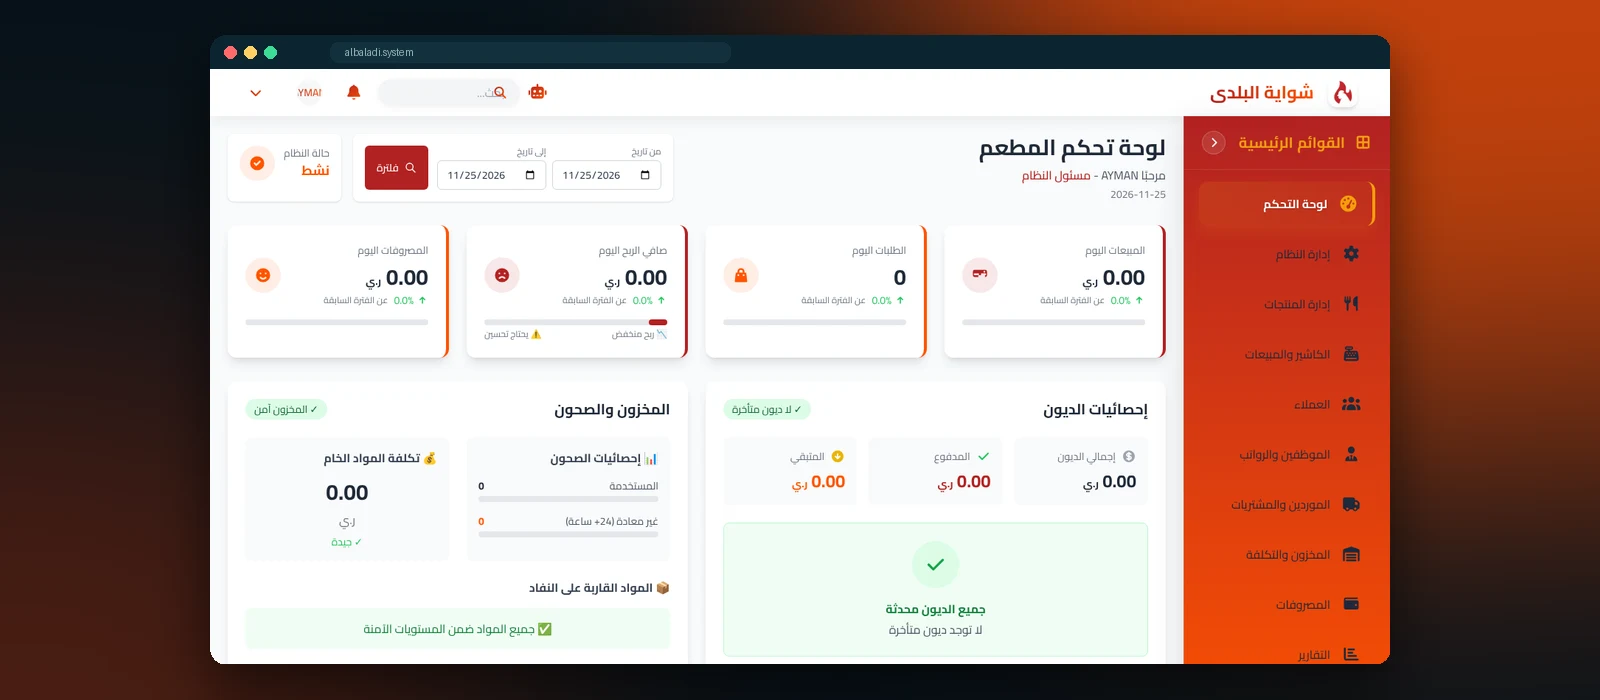 albaladi.system
شواية البلدي
بحث...
AYMAN
القوائم الرئيسية
لوحة التحكم
إدارة النظام
إدارة المنتجات
الكاشير والمبيعات
العملاء
الموظفين والرواتب
الموردين والمشتريات
المخزون والتكلفة
المصروفات
التقارير
لوحة تحكم المطعم
مرحبًا AYMAN - مسئول النظام
2026-11-25
من تاريخ
11/25/2026
إلى تاريخ
11/25/2026
فلترة
حالة النظام
نشط
المبيعات اليوم
0.00 ر.ي
0.0% عن الفترة السابقة
الطلبات اليوم
0
0.0% عن الفترة السابقة
صافي الربح اليوم
0.00 ر.ي
0.0% عن الفترة السابقة
📉 ربح منخفض
⚠️ يحتاج تحسين
المصروفات اليوم
0.00 ر.ي
0.0% عن الفترة السابقة
إحصائيات الديون
✓ لا ديون متأخرة
إجمالي الديون
0.00 ر.ي
المدفوع
0.00 ر.ي
المتبقي
0.00 ر.ي
جميع الديون محدثة
لا توجد ديون متأخرة
المخزون والصحون
✓ المخزون آمن
📊 إحصائيات الصحون
المستخدمة 0
غير معادة (24+ ساعة) 0
💰 تكلفة المواد الخام
0.00
ر.ي
✓ جيدة
📦 المواد القاربة على النفاد
✅ جميع المواد ضمن المستويات الآمنة